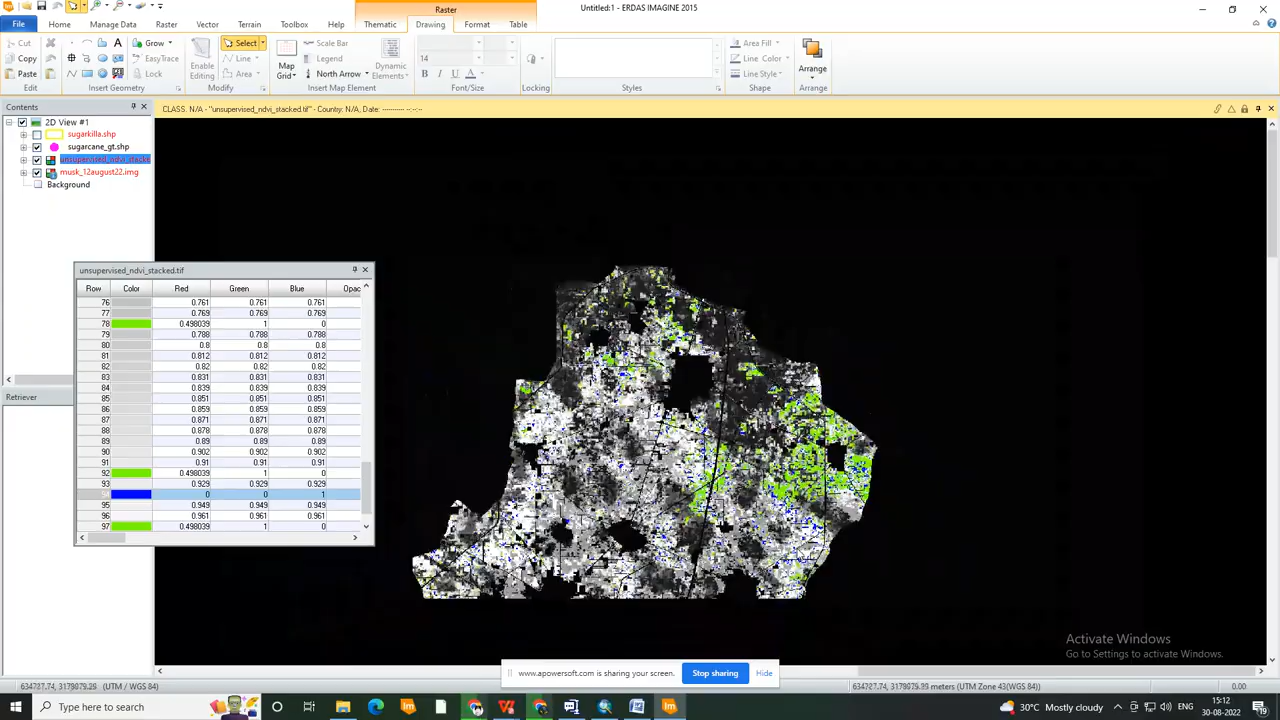 Untitled:1 - ERDAS IMAGINE 2015
Raster
File Home Manage Data Raster Vector Terrain Toolbox Help Thematic Drawing Format Table
Cut
Copy
Paste
Edit
Grow
EasyTrace
Lock
Insert Geometry
Select
Line
Area
Enable Editing
Modify
Map Grid
Scale Bar
Legend
North Arrow
Dynamic Elements
Insert Map Element
14
B I U A
Font/Size
Locking
Styles
Area Fill
Line Color
Line Style
Shape
Arrange
Arrange
Contents
2D View #1
sugarkilla.shp
sugarcane_gt.shp
unsupervised_ndvi_stacke
musk_12august22.img
Background
Retriever
CLASS. N/A - "unsupervised_ndvi_stacked.tif" - Country: N/A, Date: ---------- --:--:--
unsupervised_ndvi_stacked.tif
Row Color Red Green Blue Opac
76 0.761 0.761 0.761
77 0.769 0.769 0.769
78 0.498039 1 0
79 0.788 0.788 0.788
80 0.8 0.8 0.8
81 0.812 0.812 0.812
82 0.82 0.82 0.82
83 0.831 0.831 0.831
84 0.839 0.839 0.839
85 0.851 0.851 0.851
86 0.859 0.859 0.859
87 0.871 0.871 0.871
88 0.878 0.878 0.878
89 0.89 0.89 0.89
90 0.902 0.902 0.902
91 0.91 0.91 0.91
92 0.498039 1 0
93 0.929 0.929 0.929
0 0 1
95 0.949 0.949 0.949
96 0.961 0.961 0.961
97 0.498039 1 0
Activate Windows
Go to Settings to activate Windows.
www.apowersoft.com is sharing your screen. Stop sharing Hide
(UTM / WGS 84)
meters (UTM Zone 43(WGS 84)) 0.00
Type here to search
30°C Mostly cloudy
ENG
15:12
30-08-2022